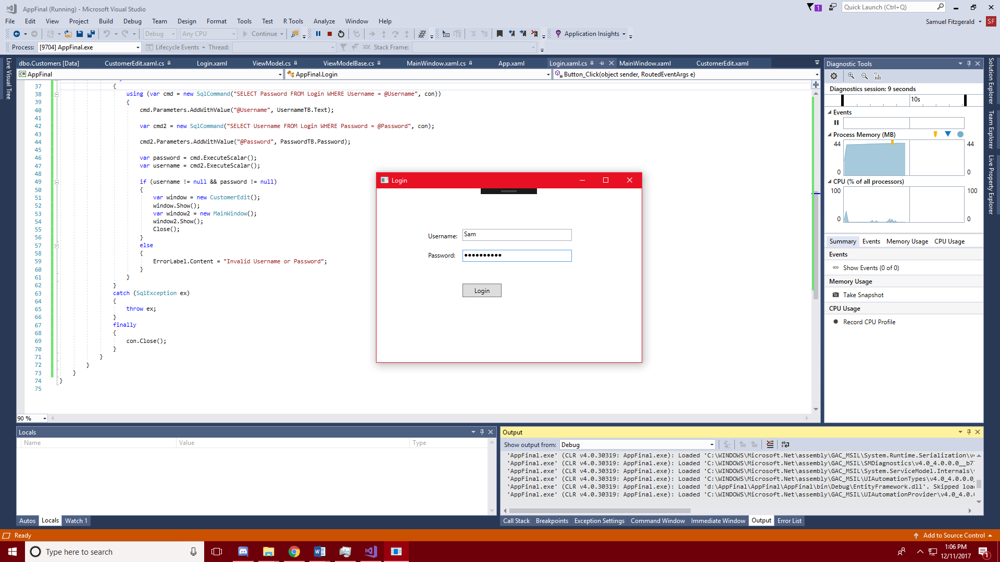 AppFinal (Running) - Microsoft Visual Studio
1
Quick Launch (Ctrl+Q)
File Edit View Project Build Debug Team Design Format Tools Test R Tools Analyze Window Help
Samuel Fitzgerald SF
Debug Any CPU Continue Application Insights
Process: [9704] AppFinal.exe Lifecycle Events Thread: Stack Frame:
Live Visual Tree
dbo.Customers [Data] CustomerEdit.xaml.cs Login.xaml ViewModel.cs ViewModelBase.cs MainWindow.xaml.cs App.xaml Login.xaml.cs MainWindow.xaml CustomerEdit.xaml
AppFinal AppFinal.Login Button_Click(object sender, RoutedEventArgs e)
37 {
38 using (var cmd = new SqlCommand("SELECT Password FROM Login WHERE Username = @Username", con))
39 {
40 cmd.Parameters.AddWithValue("@Username", UsernameTB.Text);
41
42 var cmd2 = new SqlCommand("SELECT Username FROM Login WHERE Password = @Password", con);
43
44 cmd2.Parameters.AddWithValue("@Password", PasswordTB.Password);
45
46 var password = cmd.ExecuteScalar();
47 var username = cmd2.ExecuteScalar();
48
49 if (username != null && password != null)
50 {
51 var window = new CustomerEdit();
52 window.Show();
53 var window2 = new MainWindow();
54 window2.Show();
55 Close();
56 }
57 else
58 {
59 ErrorLabel.Content = "Invalid Username or Password";
60 }
61 }
62 }
63 catch (SqlException ex)
64 {
65 throw ex;
66 }
67 finally
68 {
69 con.Close();
70 }
71 }
72 }
73 }
74 }
75
90 %
Login
Username: Sam
Password: ●●●●●●●●●●
Login
Diagnostic Tools
Diagnostics session: 9 seconds
10s
Events
Process Memory (MB)
44 44
0 0
CPU (% of all processors)
100 100
0 0
Summary Events Memory Usage CPU Usage
Events
Show Events (0 of 0)
Memory Usage
Take Snapshot
CPU Usage
Record CPU Profile
Solution Explorer
Team Explorer
Live Property Explorer
Locals
Name Value Type
Autos Locals Watch 1
Output
Show output from: Debug
'AppFinal.exe' (CLR v4.0.30319: AppFinal.exe): Loaded 'C:\WINDOWS\Microsoft.Net\assembly\GAC_MSIL\System.Runtime.Serialization\v4
'AppFinal.exe' (CLR v4.0.30319: AppFinal.exe): Loaded 'C:\WINDOWS\Microsoft.Net\assembly\GAC_MSIL\SMDiagnostics\v4.0_4.0.0.0__b77
'AppFinal.exe' (CLR v4.0.30319: AppFinal.exe): Loaded 'C:\WINDOWS\Microsoft.Net\assembly\GAC_MSIL\System.ServiceModel.Internals\v
'AppFinal.exe' (CLR v4.0.30319: AppFinal.exe): Loaded 'C:\WINDOWS\Microsoft.Net\assembly\GAC_MSIL\UIAutomationTypes\v4.0_4.0.0.0_
'AppFinal.exe' (CLR v4.0.30319: AppFinal.exe): Loaded 'd:\AppFinal\AppFinal\AppFinal\bin\Debug\EntityFramework.dll'. Skipped loa
'AppFinal.exe' (CLR v4.0.30319: AppFinal.exe): Loaded 'C:\WINDOWS\Microsoft.Net\assembly\GAC_MSIL\UIAutomationProvider\v4.0_4.0.0
Call Stack Breakpoints Exception Settings Command Window Immediate Window Output Error List
Ready
Add to Source Control
Type here to search
1:06 PM
12/11/2017
1